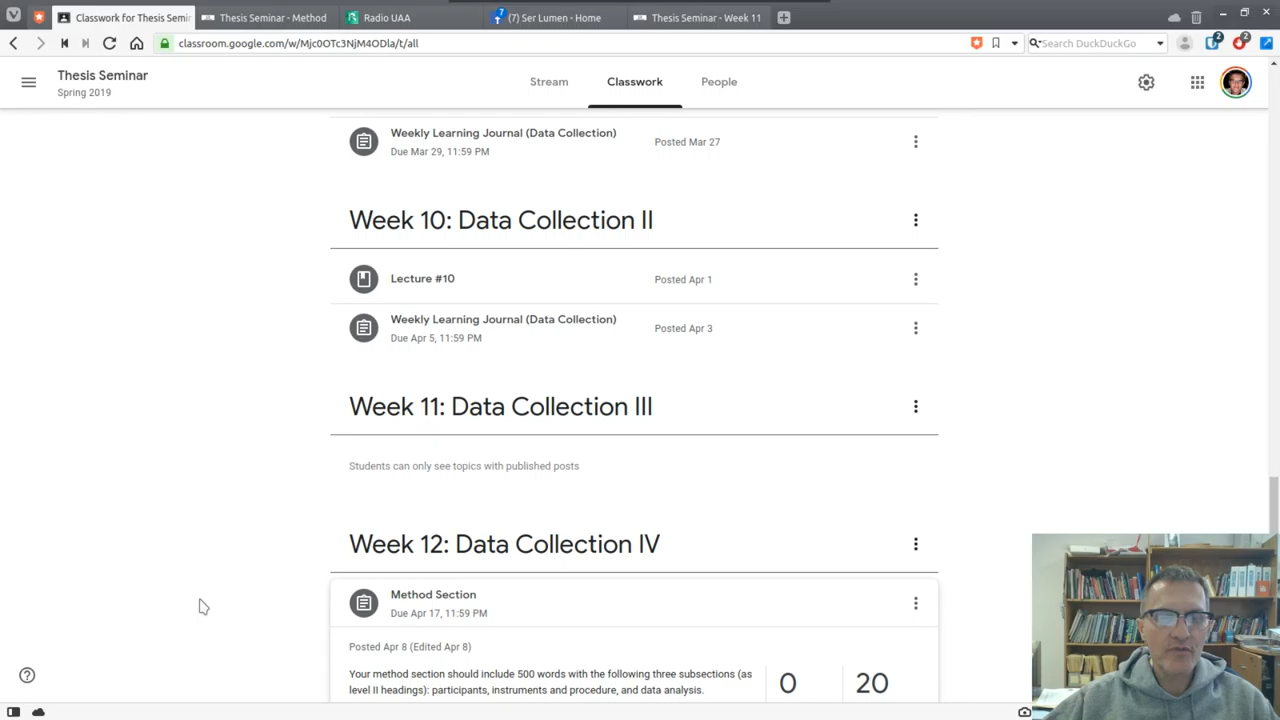 Classwork for Thesis Semin
Thesis Seminar - Method
Radio UAA
(7) Ser Lumen - Home
Thesis Seminar - Week 11
classroom.google.com/w/Mjc0OTc3NjM4ODla/t/all
Search DuckDuckGo
2
2
Thesis Seminar
Spring 2019
Stream
Classwork
People
Weekly Learning Journal (Data Collection)
Due Mar 29, 11:59 PM
Posted Mar 27
Week 10: Data Collection II
Lecture #10
Posted Apr 1
Weekly Learning Journal (Data Collection)
Due Apr 5, 11:59 PM
Posted Apr 3
Week 11: Data Collection III
Students can only see topics with published posts
Week 12: Data Collection IV
Method Section
Due Apr 17, 11:59 PM
Posted Apr 8 (Edited Apr 8)
Your method section should include 500 words with the following three subsections (as
level II headings): participants, instruments and procedure, and data analysis.
0
20